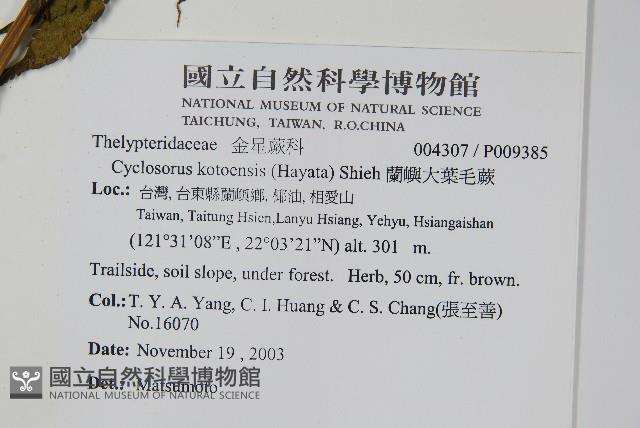 國立自然科學博物館
NATIONAL MUSEUM OF NATURAL SCIENCE
TAICHUNG, TAIWAN, R.O.CHINA
Thelypteridaceae 金星蕨科 004307 / P009385
Cyclosorus kotoensis (Hayata) Shieh 蘭嶼大葉毛蕨
Loc.: 台灣, 台東縣蘭嶼鄉, 椰油, 相愛山
Taiwan, Taitung Hsien, Lanyu Hsiang, Yehyu, Hsiangaishan
(121°31'08"E , 22°03'21"N) alt. 301 m.
Trailside, soil slope, under forest. Herb, 50 cm, fr. brown.
Col.: T. Y. A. Yang, C. I. Huang & C. S. Chang(張至善)
No.16070
Date: November 19 , 2003
Det.: Matsumoto
國立自然科學博物館
NATIONAL MUSEUM OF NATURAL SCIENCE